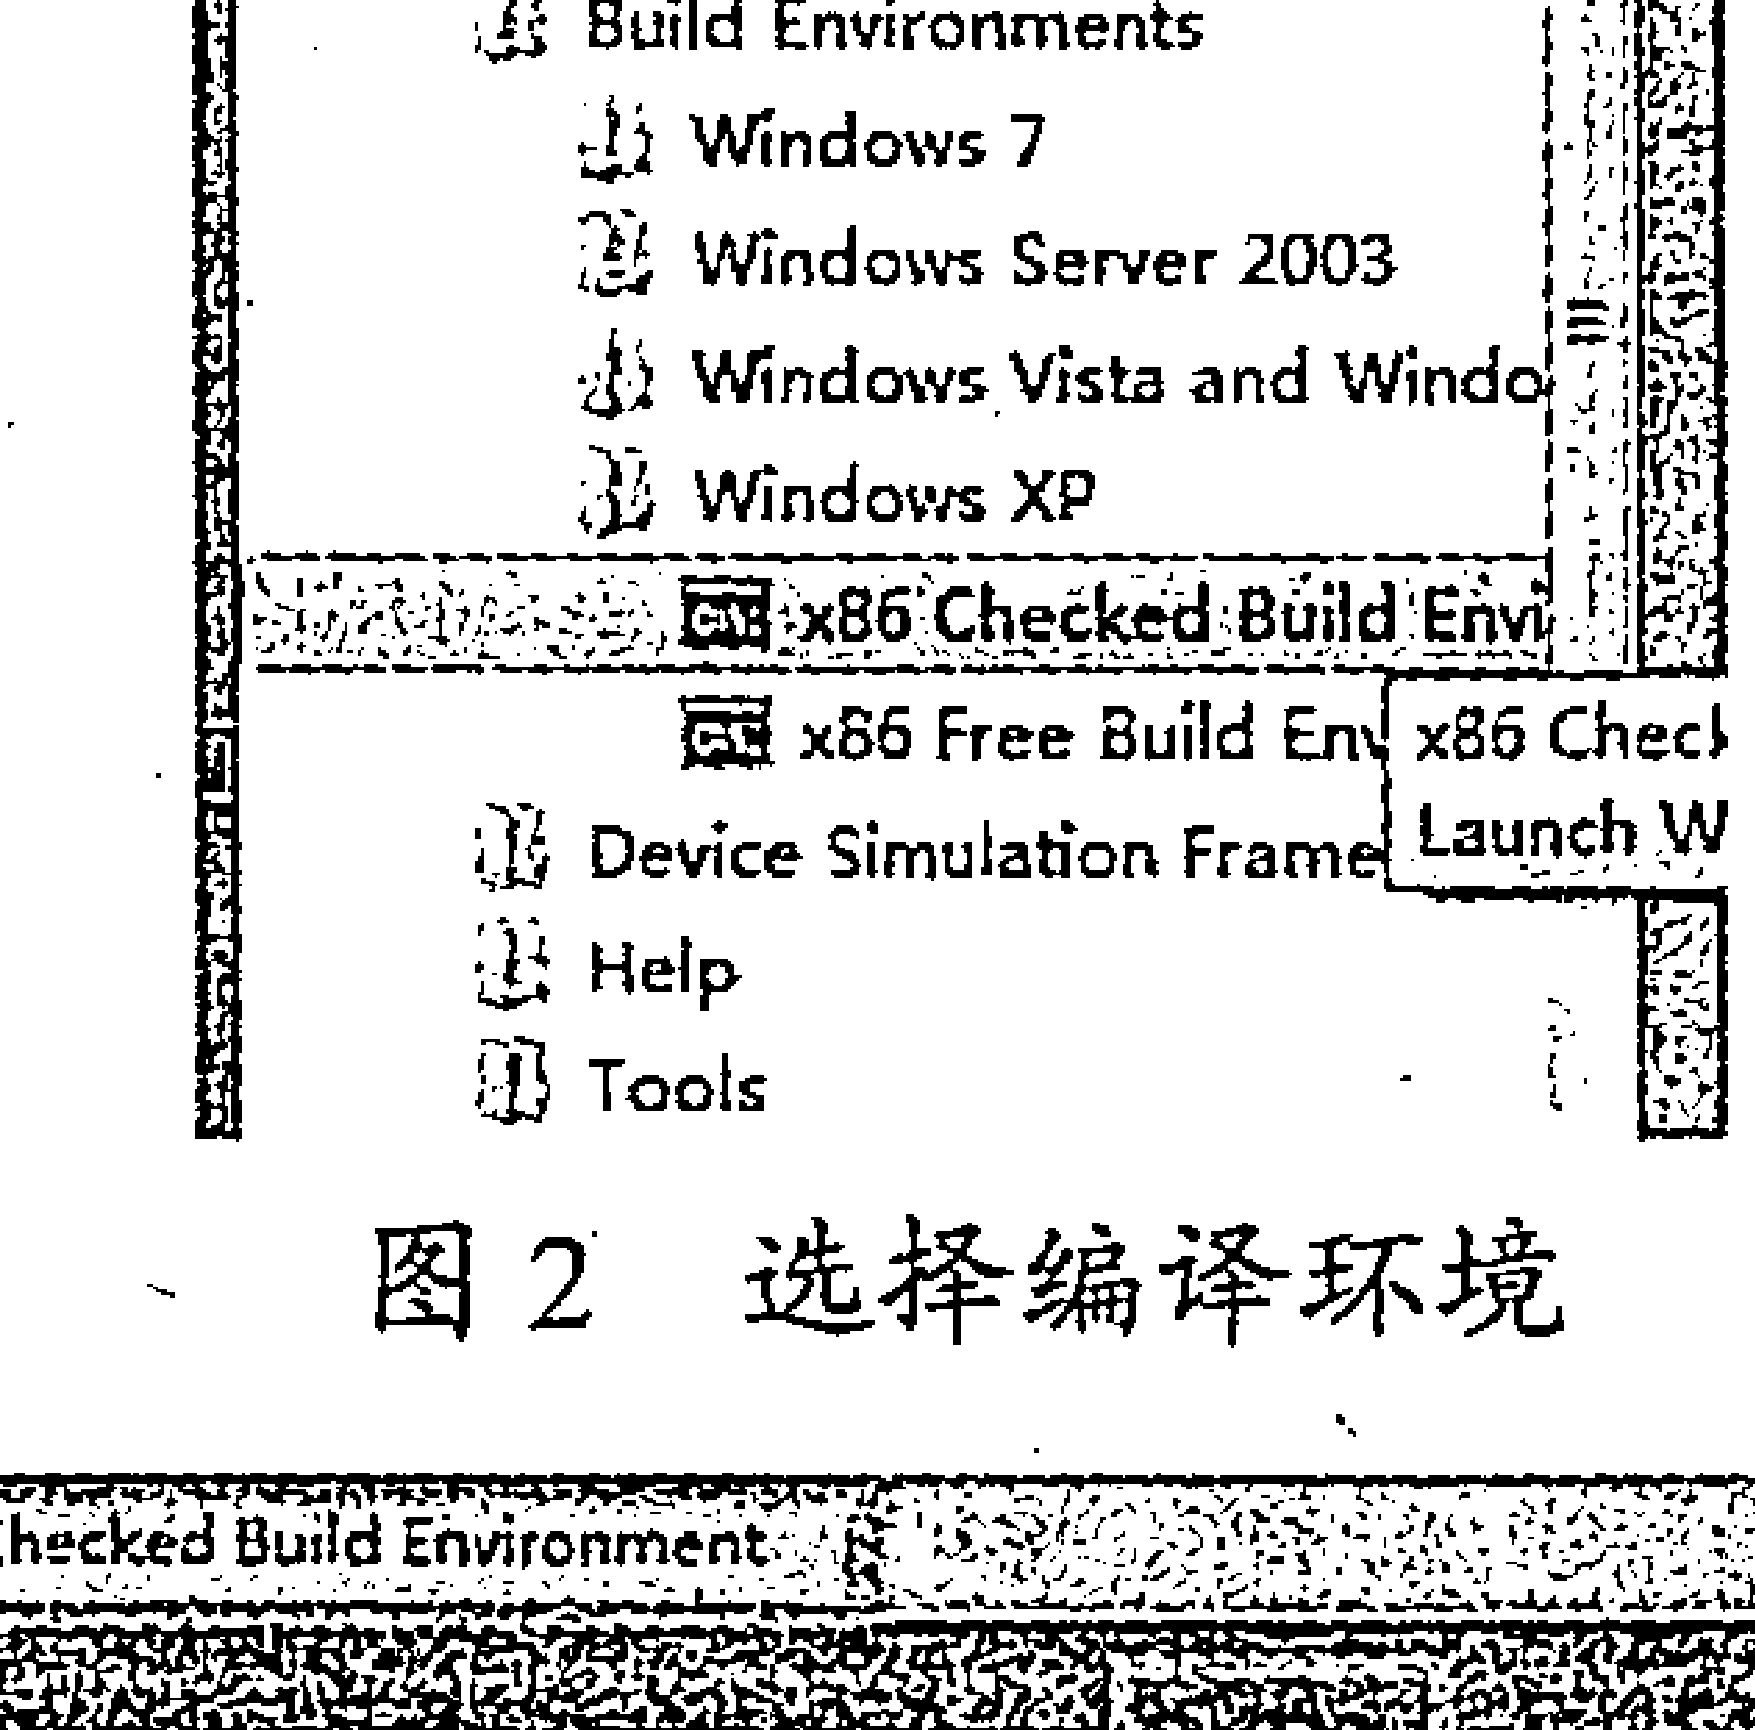 Build Environments
Windows 7
Windows Server 2003
Windows Vista and Windo
Windows XP
x86 Checked Build Envi
x86 Free Build Env
x86 Check
Launch W
Device Simulation Frame
Help
Tools
图 2 选择编译环境
hecked Build Environment